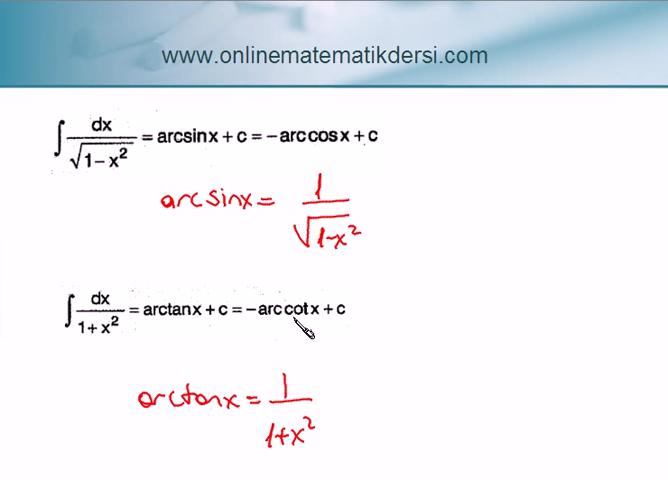 www.onlinematematikdersi.com
∫ dx/√(1−x²) = arcsinx + c = −arccosx + c
arcsinx = 1/√(1-x²)
∫ dx/(1+x²) = arctanx + c = −arccotx + c
arctanx = 1/(1+x²)